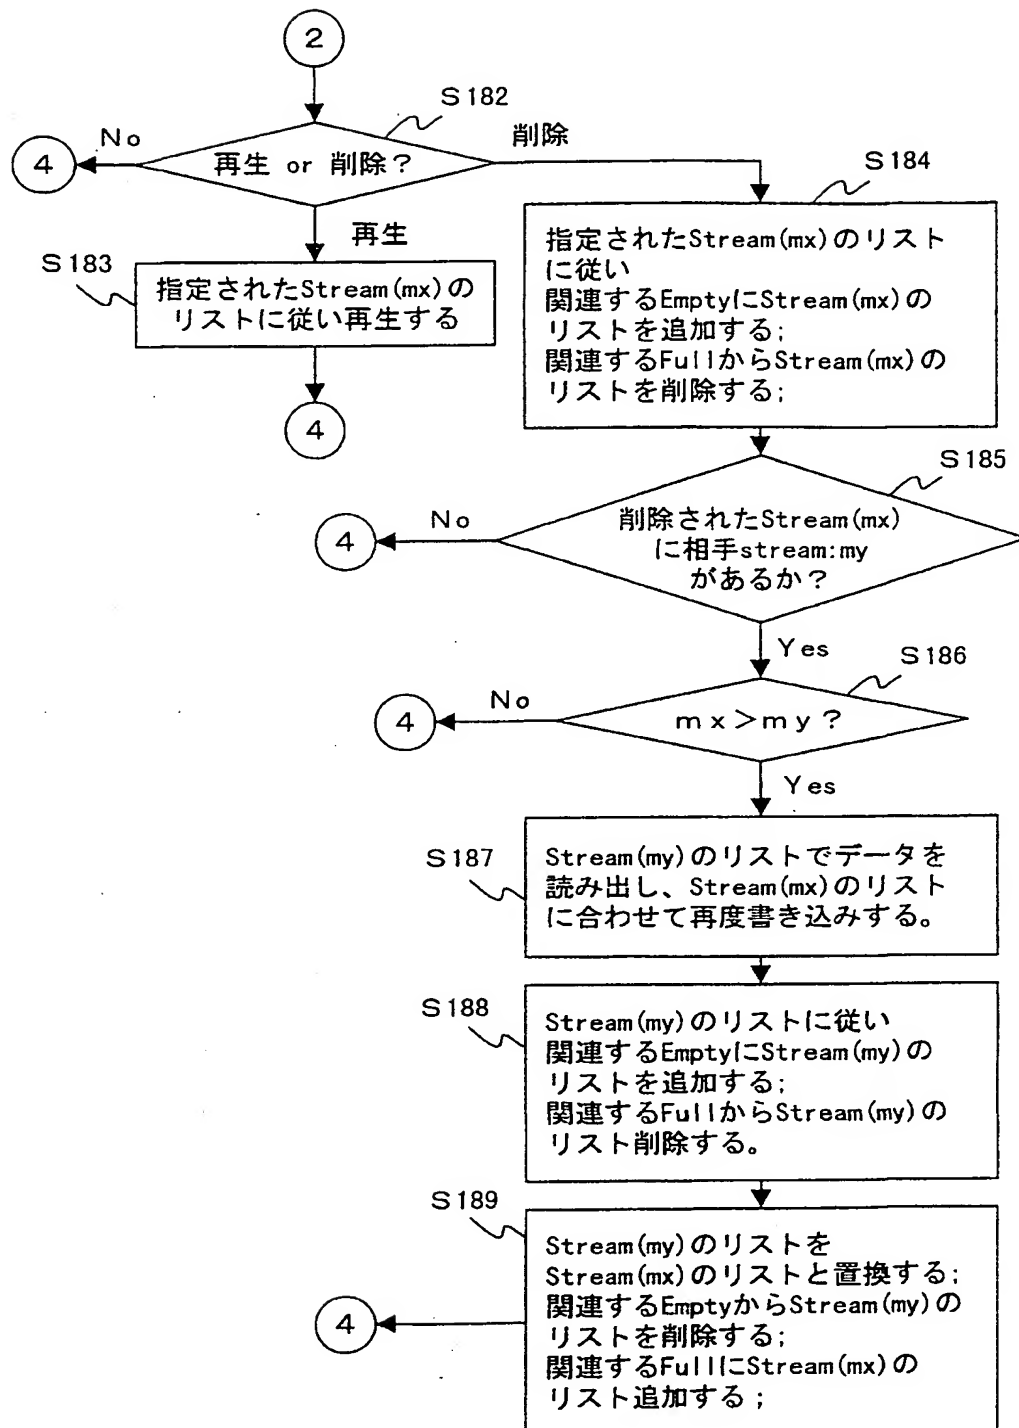 2
S182
No
4
再生 or 削除?
削除
再生
S183
指定されたStream(mx)の
リストに従い再生する
4
S184
指定されたStream(mx)のリスト
に従い
関連するEmptyにStream(mx)の
リストを追加する;
関連するFullからStream(mx)の
リストを削除する;
S185
No
4
削除されたStream(mx)
に相手stream:my
があるか?
Yes
S186
No
4
mx>my?
Yes
S187
Stream(my)のリストでデータを
読み出し、Stream(mx)のリスト
に合わせて再度書き込みする。
S188
Stream(my)のリストに従い
関連するEmptyにStream(my)の
リストを追加する;
関連するFullからStream(my)の
リスト削除する。
S189
Stream(my)のリストを
Stream(mx)のリストと置換する;
関連するEmptyからStream(my)の
リストを削除する;
関連するFullにStream(mx)の
リスト追加する;
4